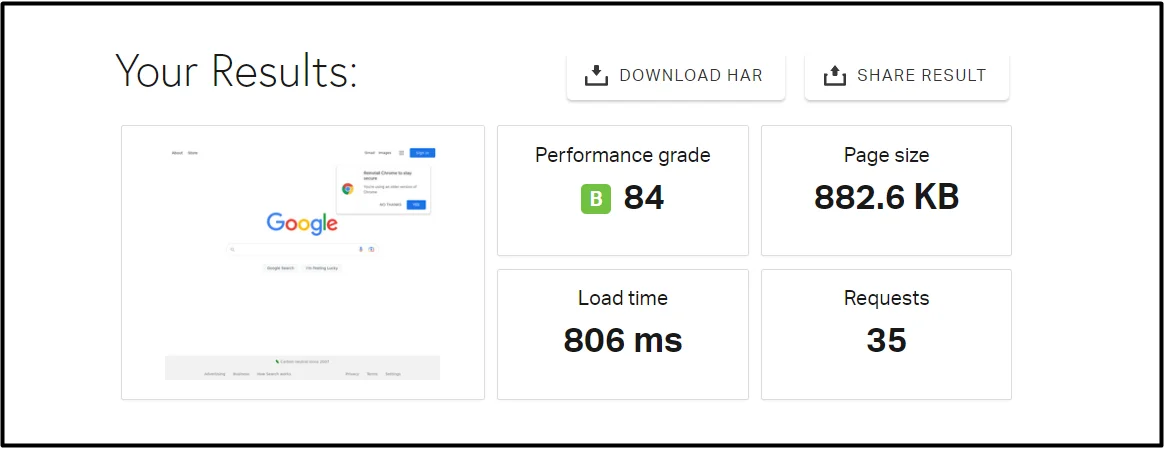 Your Results:
DOWNLOAD HAR
SHARE RESULT
About Store
Gmail Images
Sign in
Reinstall Chrome to stay
secure
You're using an older version of
Chrome
No thanks
Yes
Google
Google Search
I'm Feeling Lucky
Carbon neutral since 2007
Advertising Business How Search works
Privacy Terms Settings
Performance grade
B 84
Page size
882.6 KB
Load time
806 ms
Requests
35